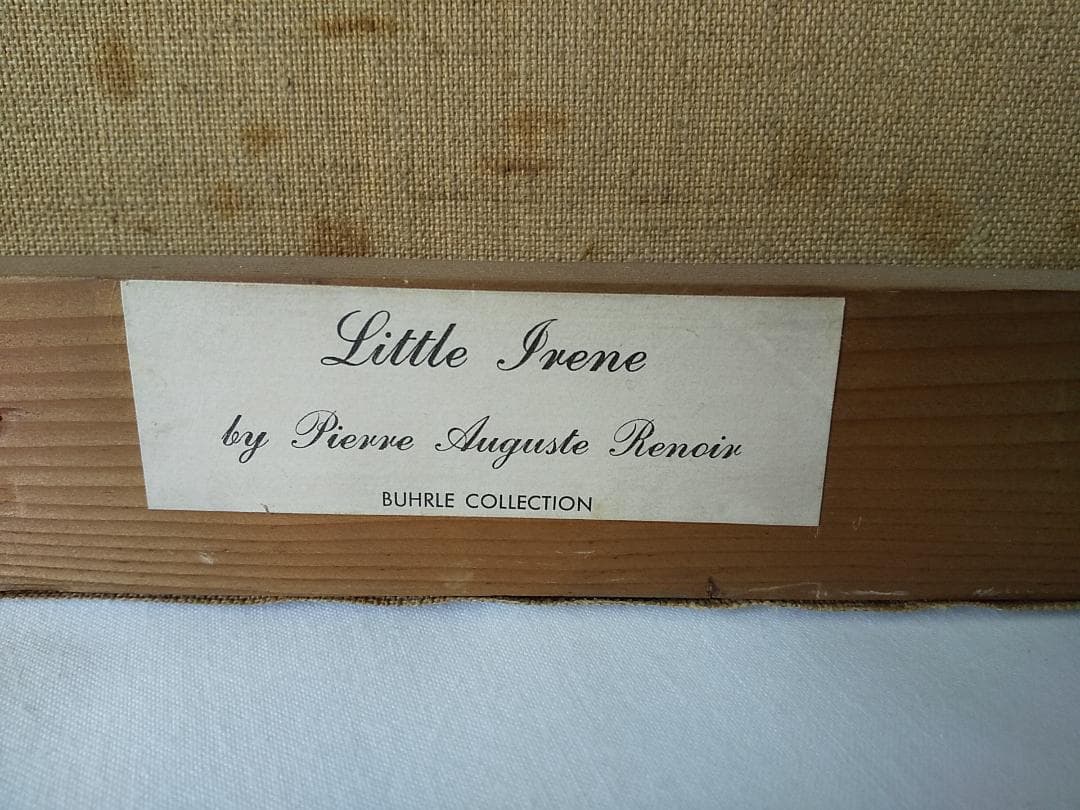 Little Irene
by Pierre Auguste Renoir
BUHRLE COLLECTION